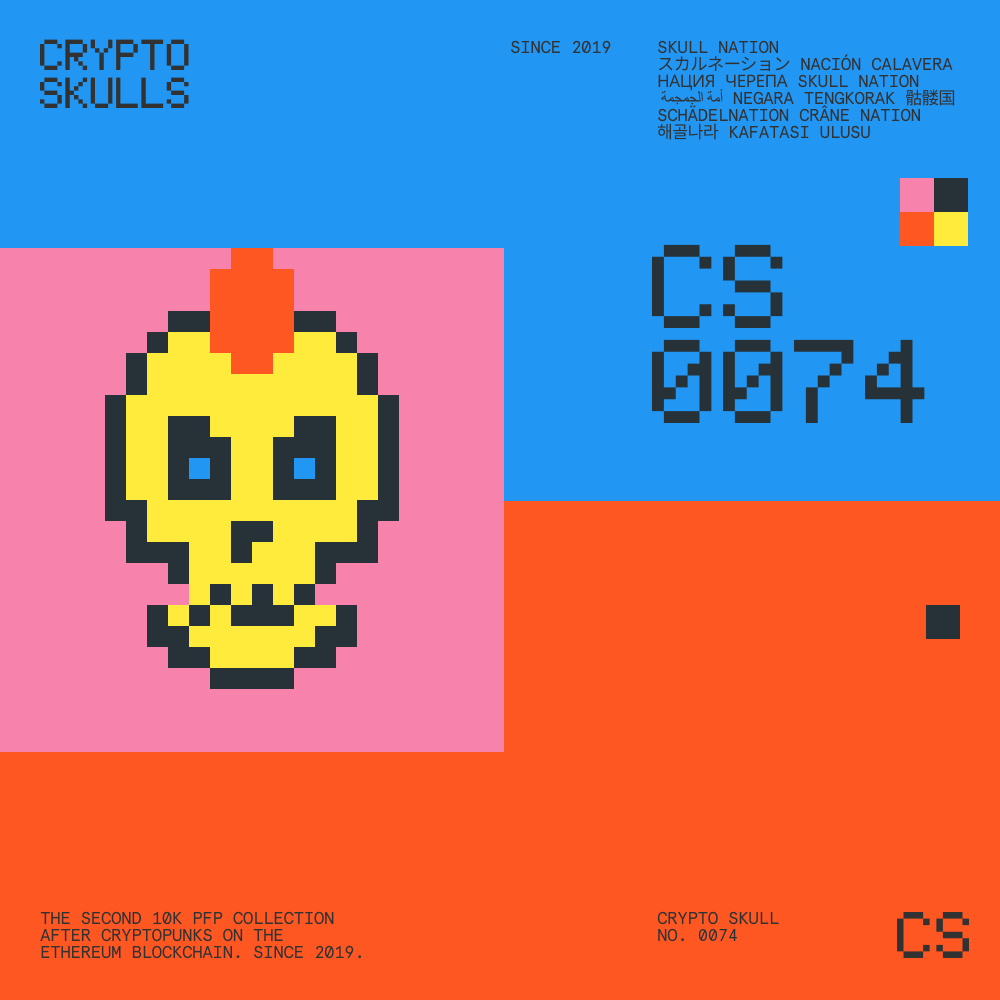 CRYPTO
SKULLS
SINCE 2019
SKULL NATION
スカルネーション NACIÓN CALAVERA
НАЦИЯ ЧЕРЕПА SKULL NATION
أمة الجمجمة NEGARA TENGKORAK 骷髅国
SCHÄDELNATION CRÂNE NATION
해골나라 KAFATASI ULUSU
CS
0074
THE SECOND 10K PFP COLLECTION
AFTER CRYPTOPUNKS ON THE
ETHEREUM BLOCKCHAIN. SINCE 2019.
CRYPTO SKULL
NO. 0074
CS